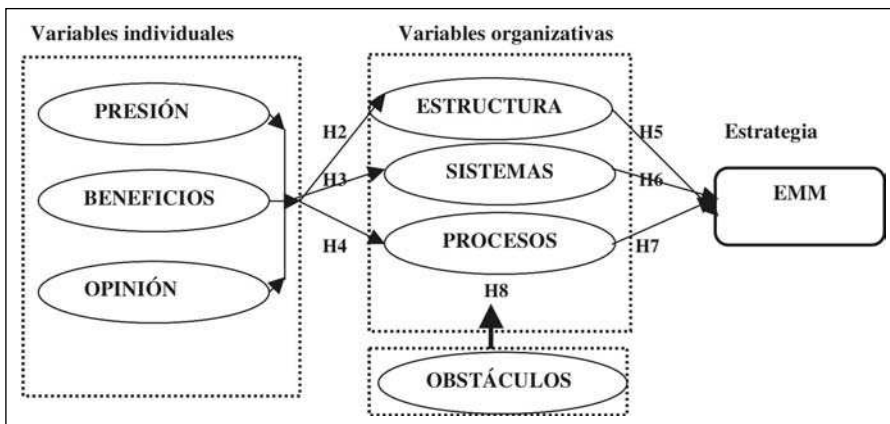 Variables individuales
Variables organizativas
PRESIÓN
ESTRUCTURA
H2
H5
Estrategia
BENEFICIOS
H3
SISTEMAS
H6
EMM
H4
PROCESOS
H7
OPINIÓN
H8
OBSTÁCULOS